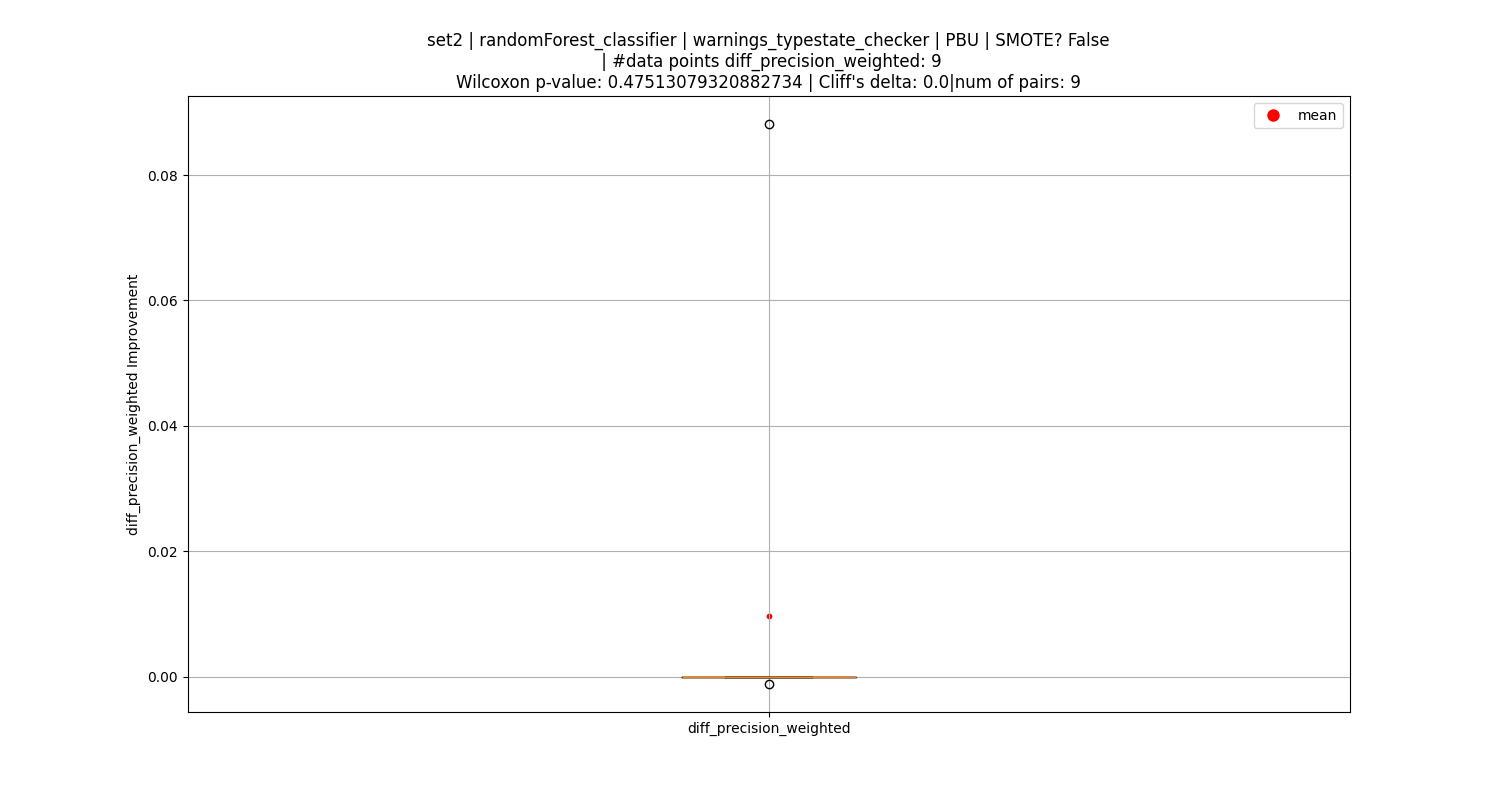 set2 | randomForest_classifier | warnings_typestate_checker | PBU | SMOTE? False
| #data points diff_precision_weighted: 9
Wilcoxon p-value: 0.47513079320882734 | Cliff's delta: 0.0|num of pairs: 9
mean
0.08
0.06
0.04
0.02
0.00
diff_precision_weighted Improvement
diff_precision_weighted